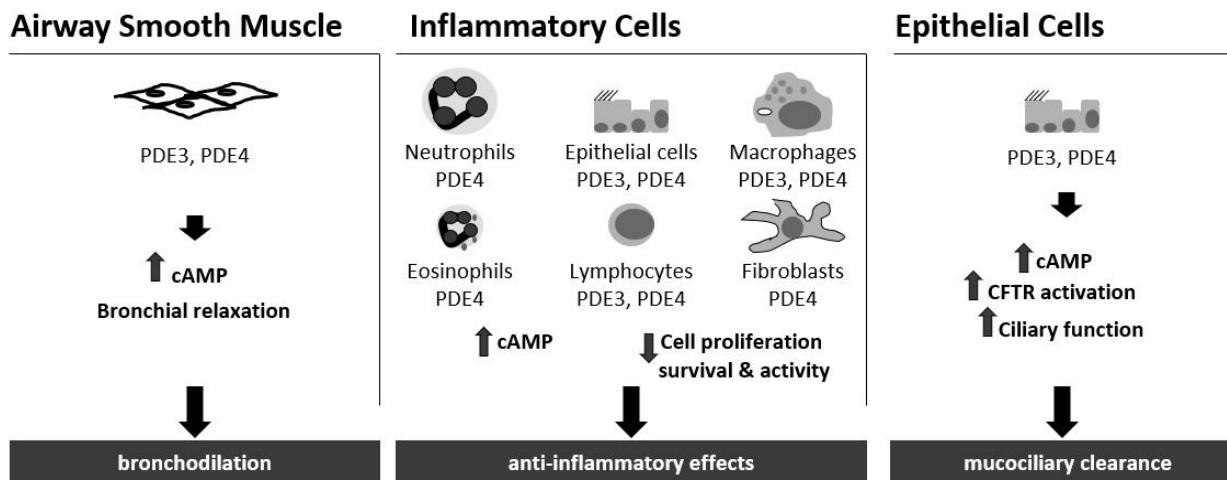 Airway Smooth Muscle
PDE3, PDE4
cAMP
Bronchial relaxation
bronchodilation
Inflammatory Cells
Neutrophils
PDE4
Epithelial cells
PDE3, PDE4
Macrophages
PDE3, PDE4
Eosinophils
PDE4
Lymphocytes
PDE3, PDE4
Fibroblasts
PDE4
cAMP
Cell proliferation
survival & activity
anti-inflammatory effects
Epithelial Cells
PDE3, PDE4
cAMP
CFTR activation
Ciliary function
mucociliary clearance